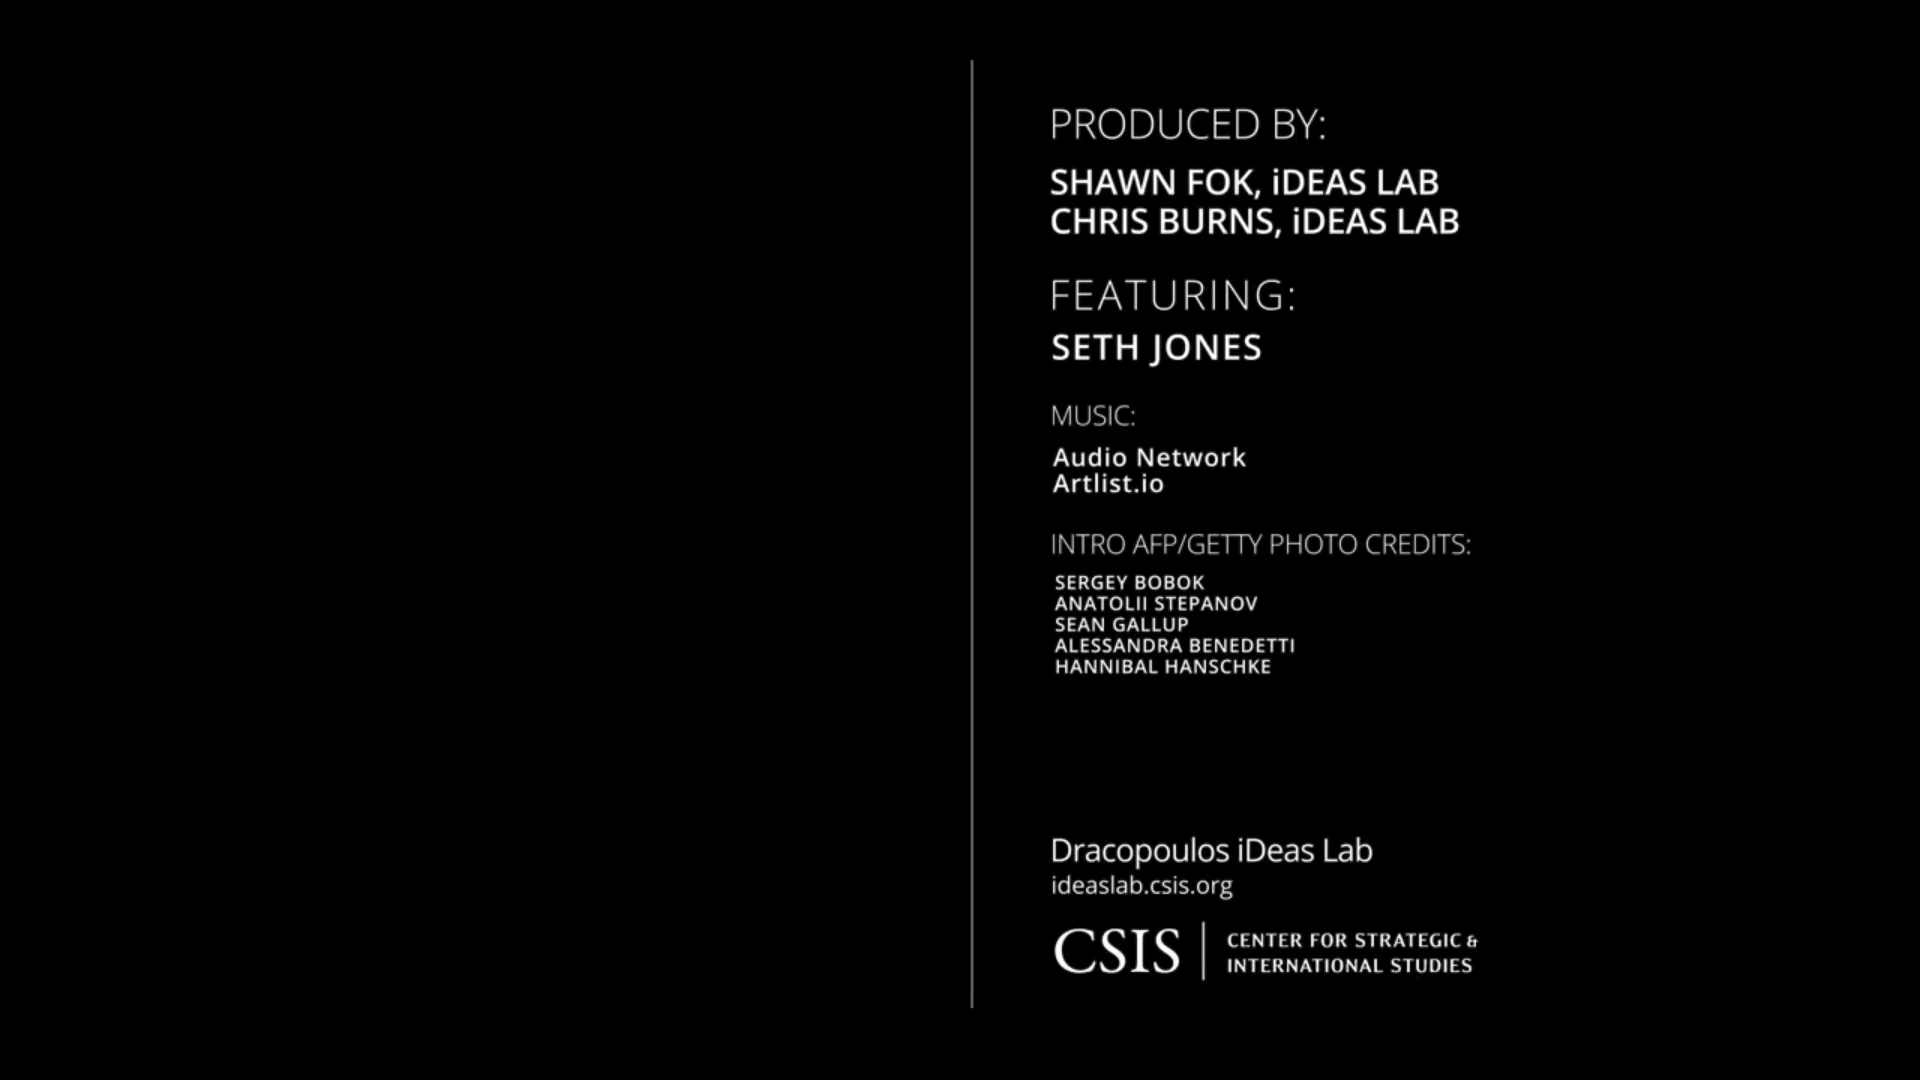 PRODUCED BY:
SHAWN FOK, iDEAS LAB
CHRIS BURNS, iDEAS LAB
FEATURING:
SETH JONES
MUSIC:
Audio Network
Artlist.io
INTRO AFP/GETTY PHOTO CREDITS:
SERGEY BOBOK
ANATOLII STEPANOV
SEAN GALLUP
ALESSANDRA BENEDETTI
HANNIBAL HANSCHKE
Dracopoulos iDeas Lab
ideaslab.csis.org
CSIS
CENTER FOR STRATEGIC &
INTERNATIONAL STUDIES